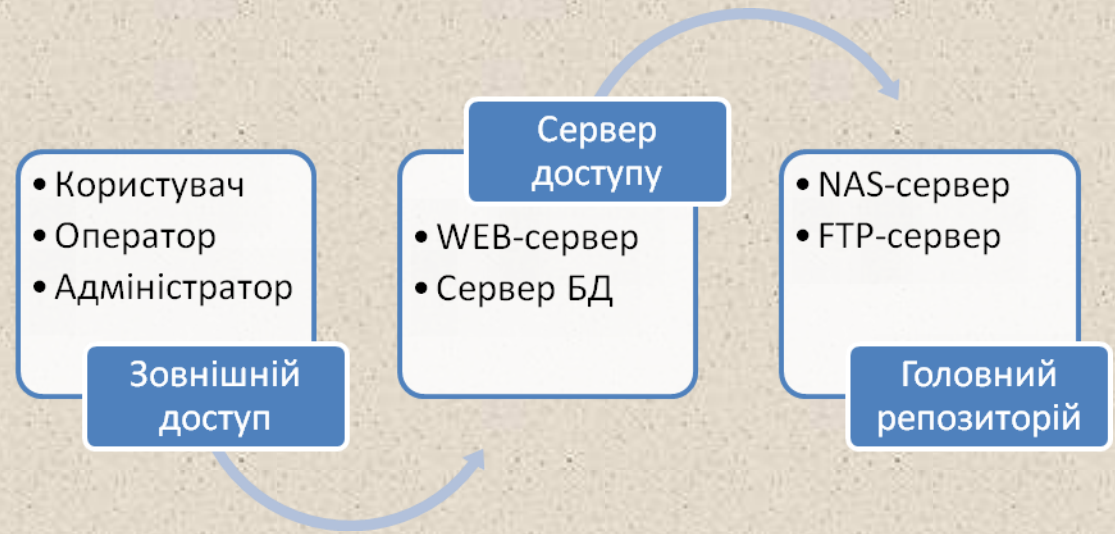 • Користувач
• Оператор
• Адміністратор
Зовнішній
доступ
Сервер
доступу
• WEB-сервер
• Сервер БД
• NAS-сервер
• FTP-сервер
Головний
репозиторій